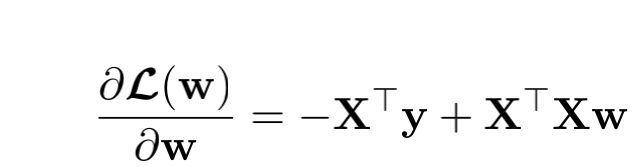 ∂𝓛(𝐰)/∂𝐰 = −𝐗^⊤𝐲 + 𝐗^⊤𝐗𝐰